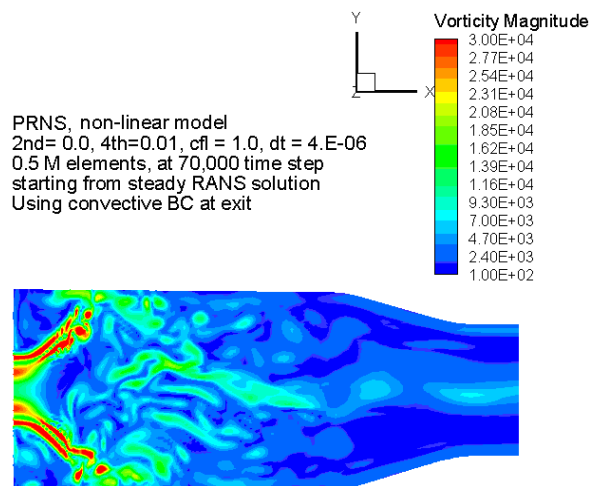 Y
X
Z
Vorticity Magnitude
3.00E+04
2.77E+04
2.54E+04
2.31E+04
2.08E+04
1.85E+04
1.62E+04
1.39E+04
1.16E+04
9.30E+03
7.00E+03
4.70E+03
2.40E+03
1.00E+02
PRNS, non-linear model
2nd= 0.0, 4th=0.01, cfl = 1.0, dt = 4.E-06
0.5 M elements, at 70,000 time step
starting from steady RANS solution
Using convective BC at exit